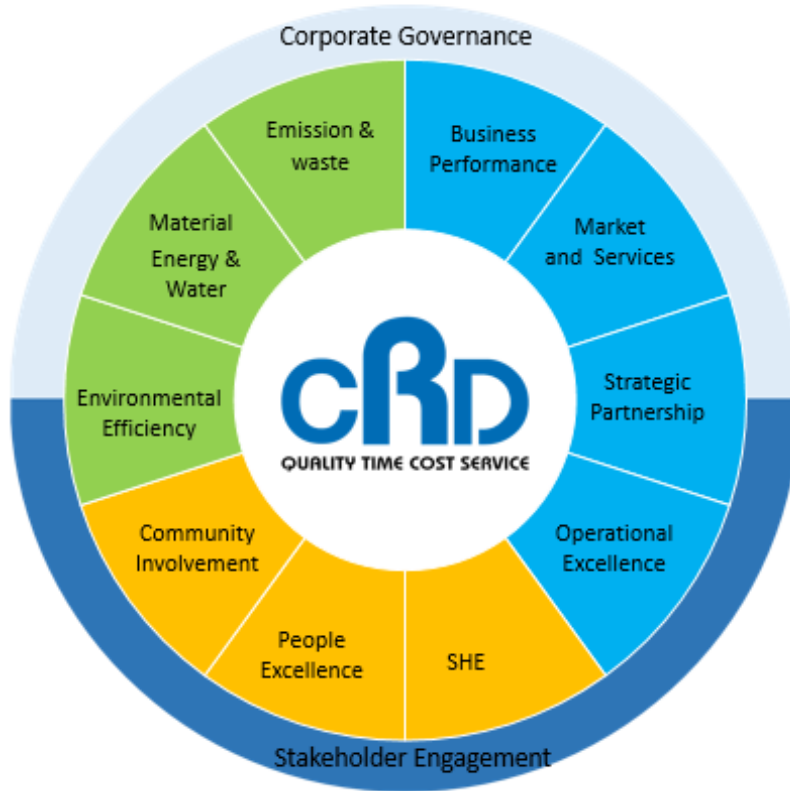 Corporate Governance
Emission &
waste
Business
Performance
Material
Energy &
Water
Market
and Services
Environmental
Efficiency
CRD
QUALITY TIME COST SERVICE
Strategic
Partnership
Community
Involvement
Operational
Excellence
People
Excellence
SHE
Stakeholder Engagement